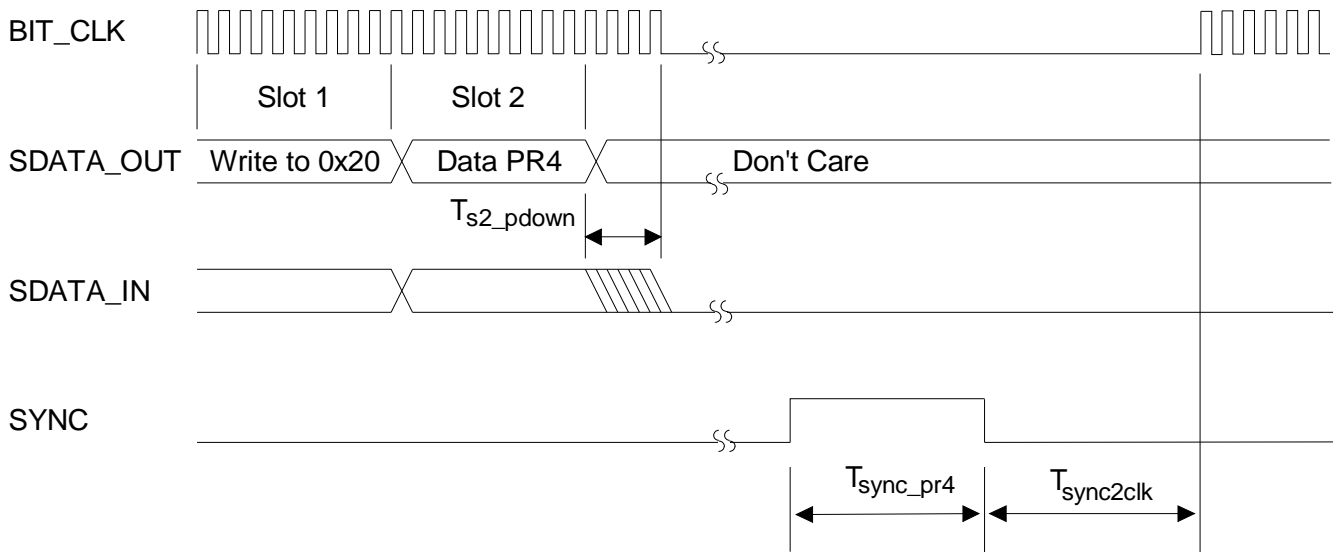 BIT_CLK
Slot 1 Slot 2
SDATA_OUT Write to 0x20 Data PR4 Don't Care
Ts2_pdown
SDATA_IN
SYNC
Tsync_pr4 Tsync2clk